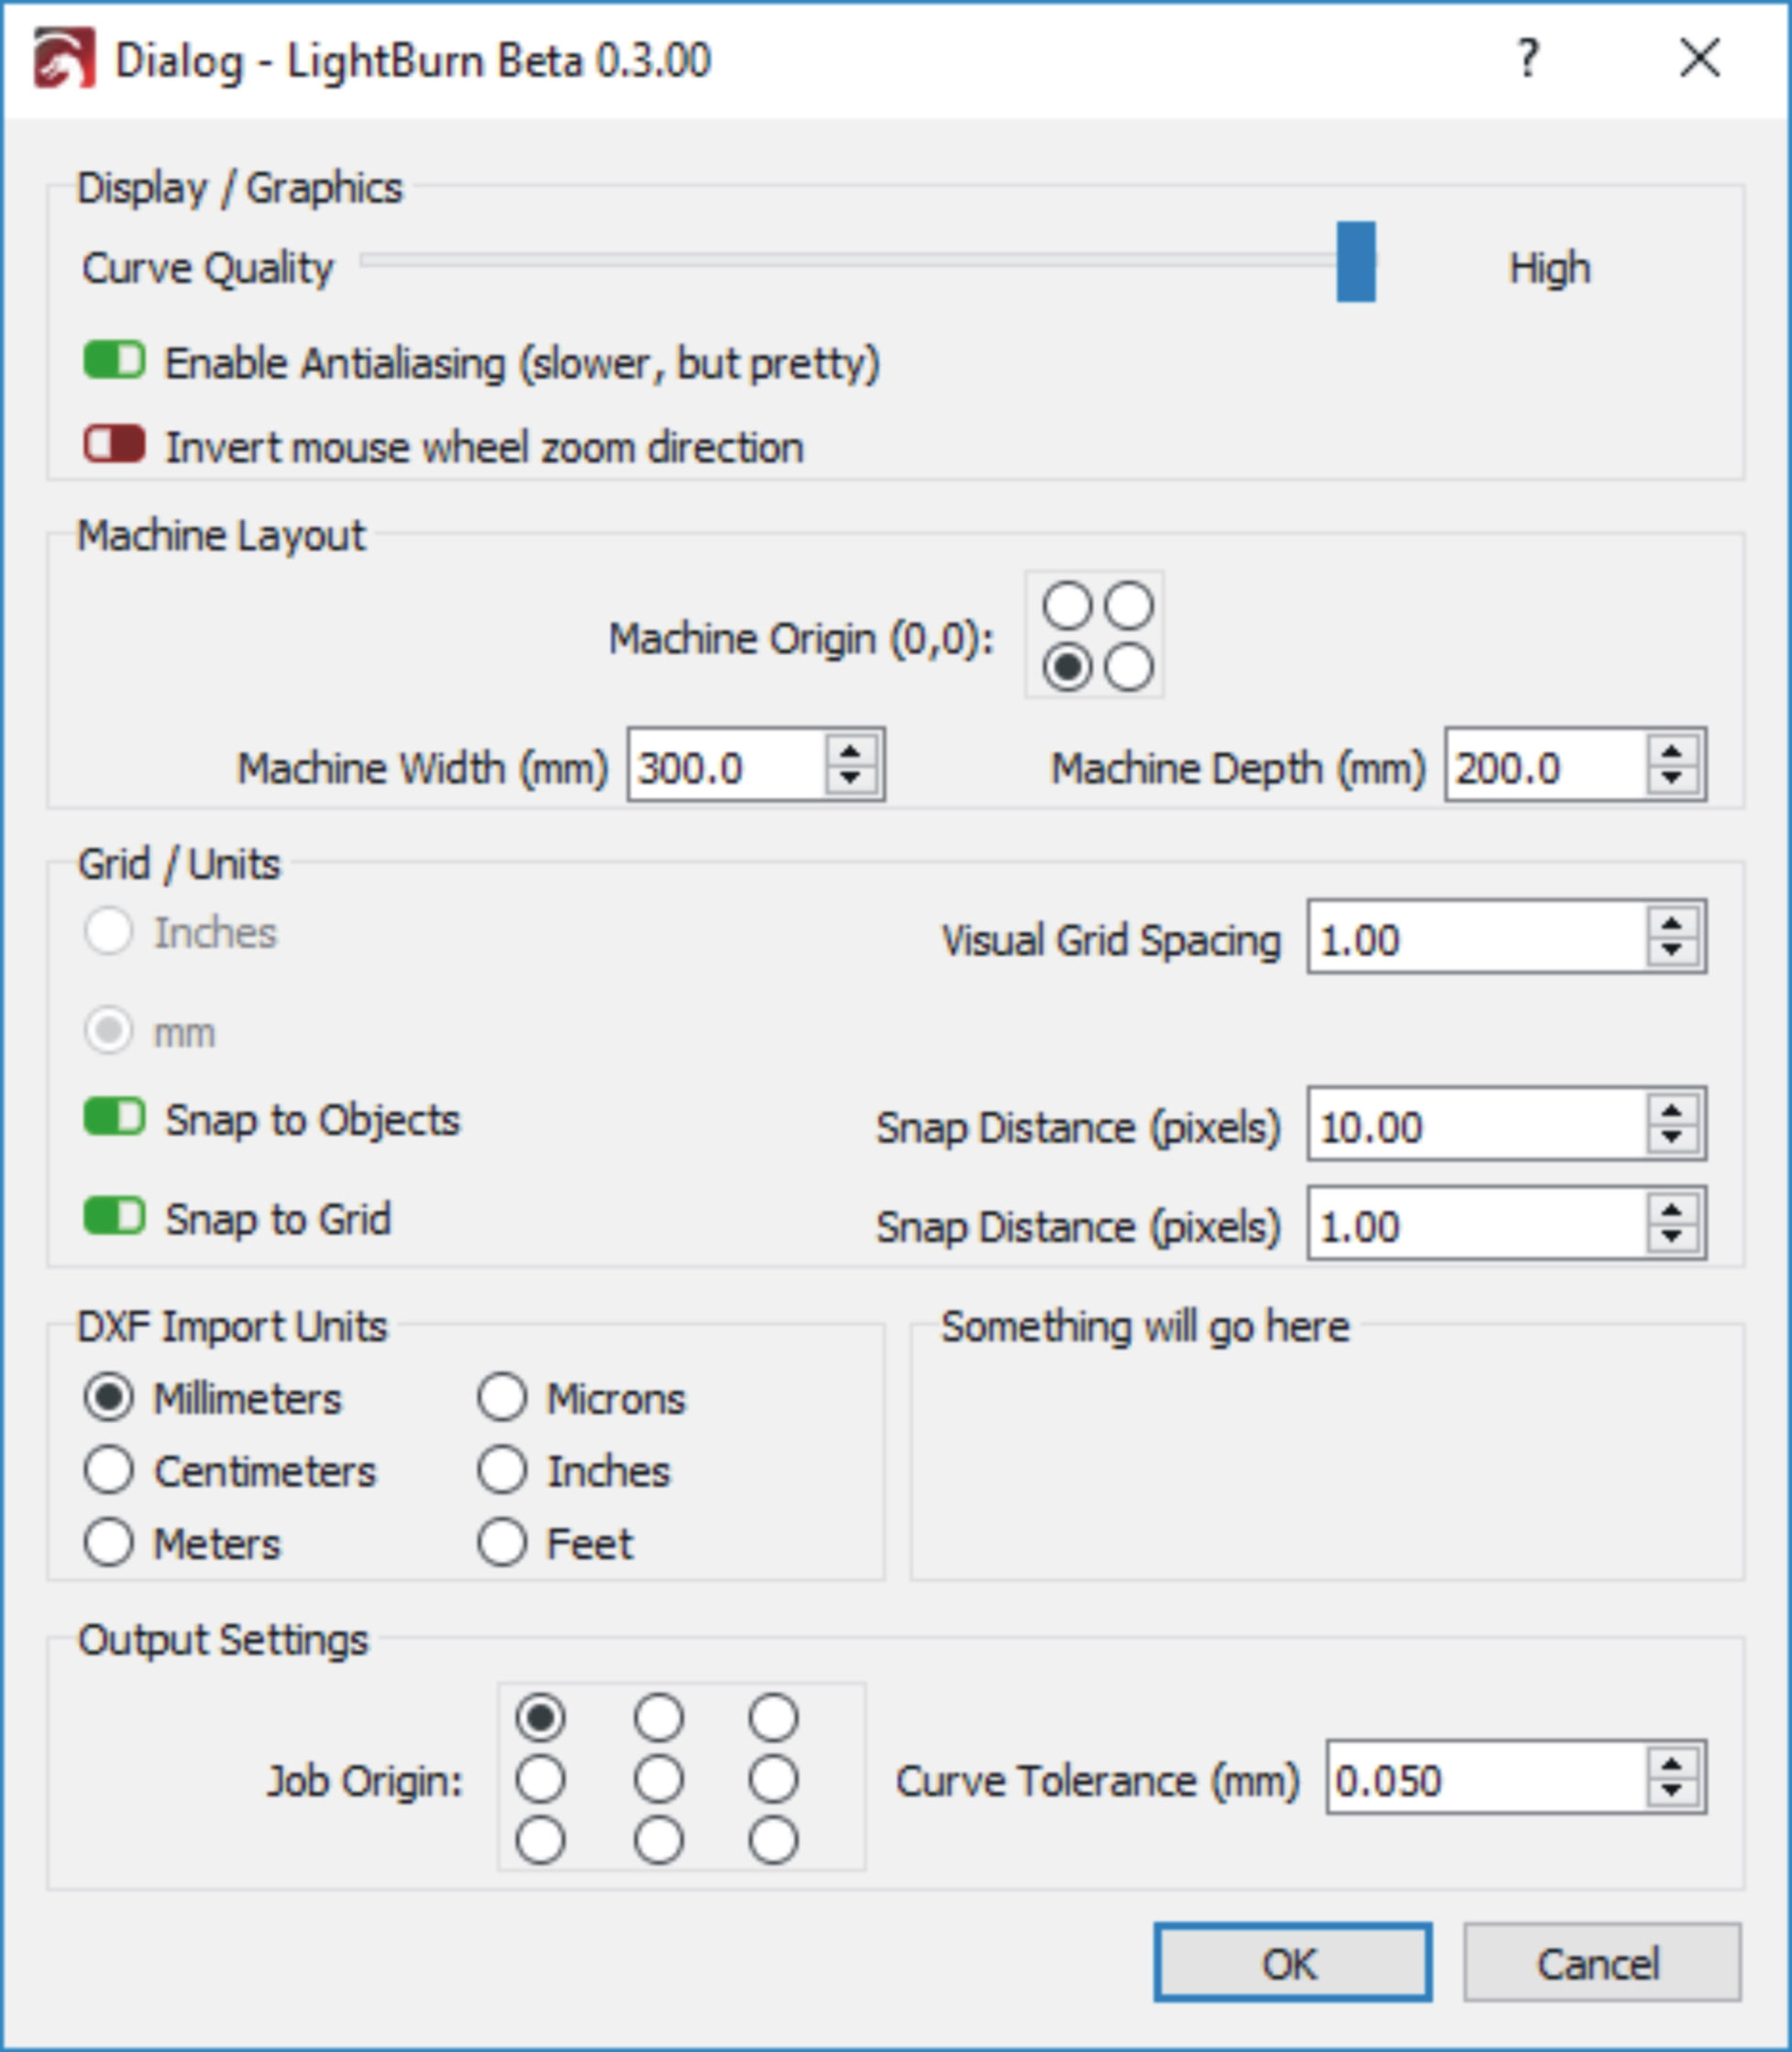 Dialog - LightBurn Beta 0.3.00
?
Display / Graphics
Curve Quality High
Enable Antialiasing (slower, but pretty)
Invert mouse wheel zoom direction
Machine Layout
Machine Origin (0,0):
Machine Width (mm) 300.0 Machine Depth (mm) 200.0
Grid / Units
Inches Visual Grid Spacing 1.00
mm
Snap to Objects Snap Distance (pixels) 10.00
Snap to Grid Snap Distance (pixels) 1.00
DXF Import Units
Millimeters Microns
Centimeters Inches
Meters Feet
Something will go here
Output Settings
Job Origin: Curve Tolerance (mm) 0.050
OK Cancel